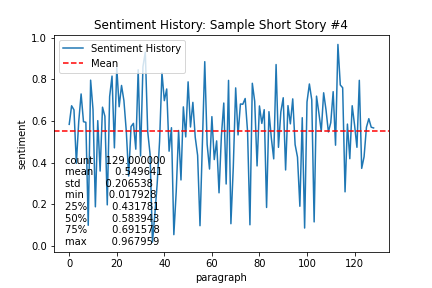 Sentiment History: Sample Short Story #4
1.0
0.8
0.6
0.4
0.2
0.0
sentiment
Sentiment History
Mean
count 129.000000
mean 0.549641
std 0.206538
min 0.017928
25% 0.431781
50% 0.583943
75% 0.691578
max 0.967959
0 20 40 60 80 100 120
paragraph